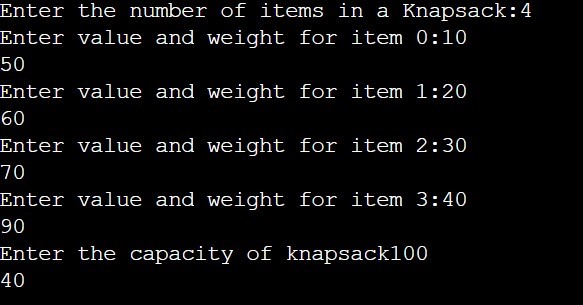 Enter the number of items in a Knapsack:4
Enter value and weight for item 0:10
50
Enter value and weight for item 1:20
60
Enter value and weight for item 2:30
70
Enter value and weight for item 3:40
90
Enter the capacity of knapsack100
40